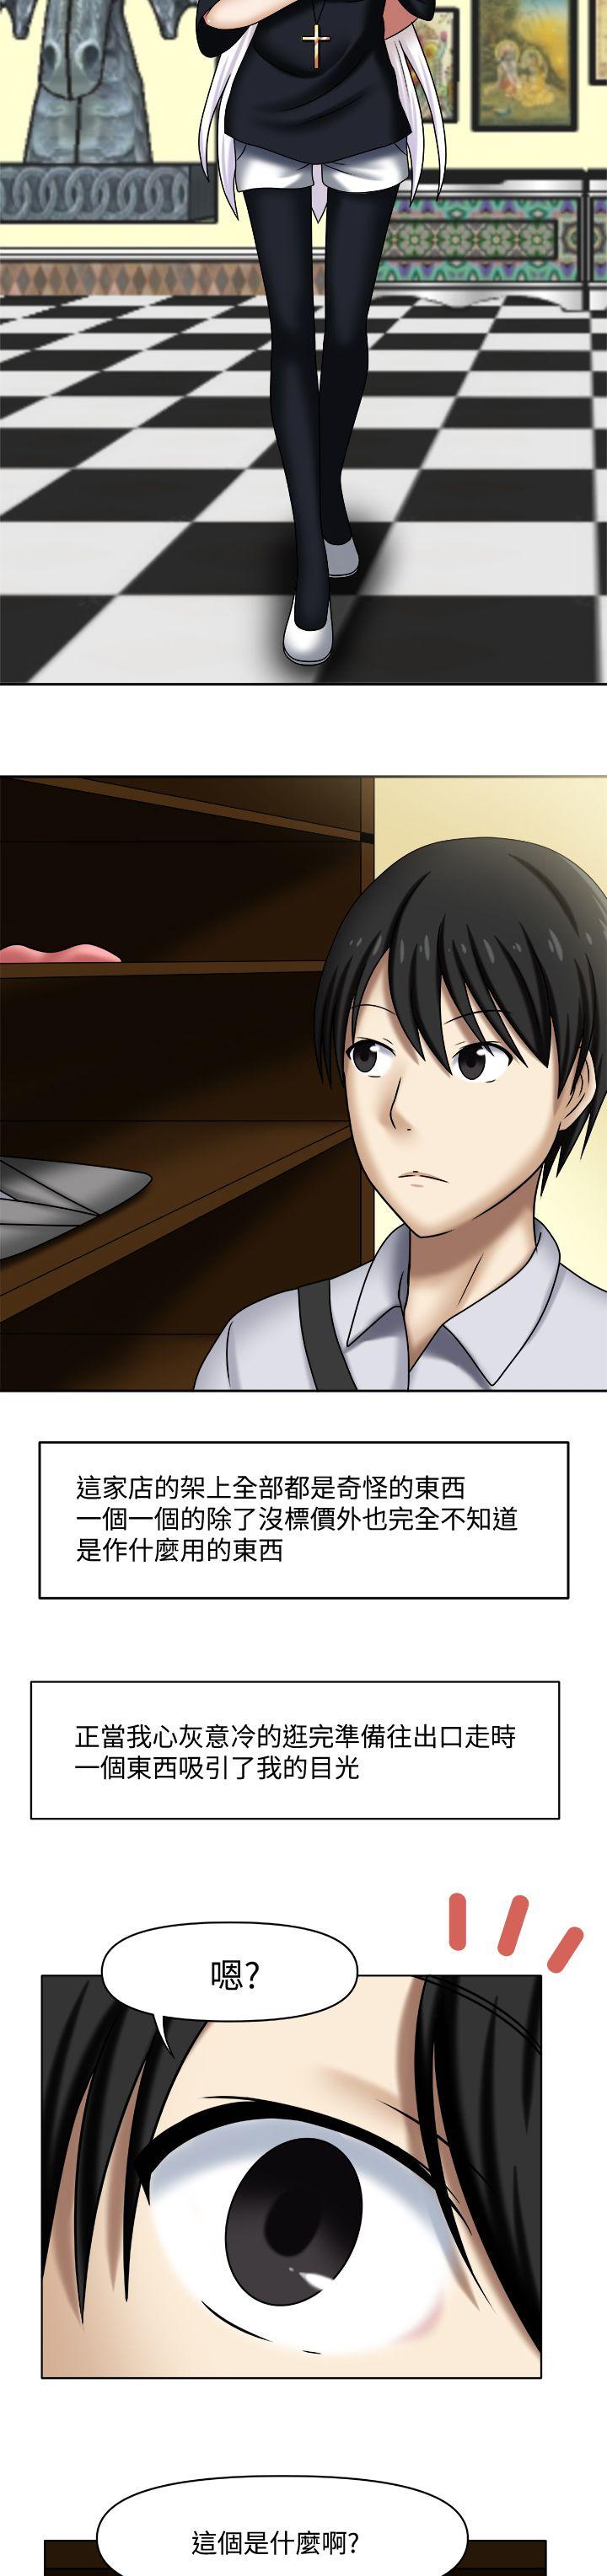 這家店的架上全部都是奇怪的東西
一個一個的除了沒標價外也完全不知道
是作什麼用的東西
正當我心灰意冷的逛完準備往出口走時
一個東西吸引了我的目光
嗯?
這個是什麼啊?